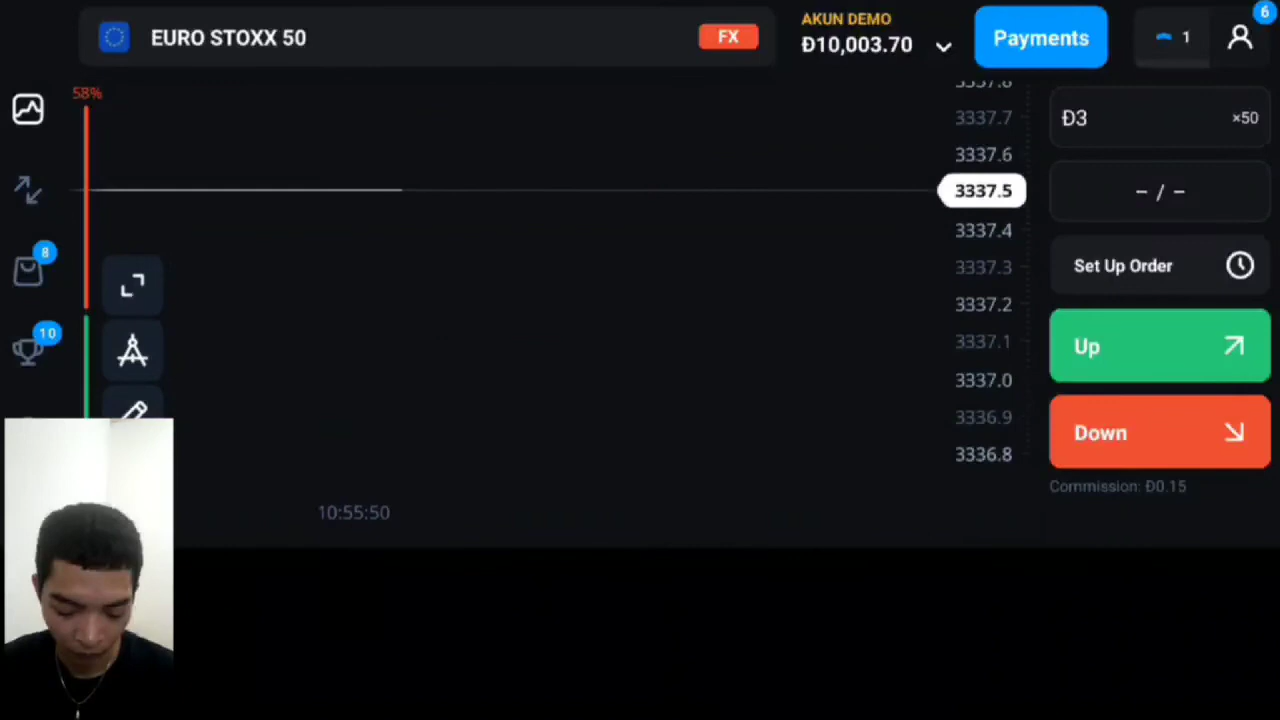 EURO STOXX 50
FX
AKUN DEMO
Đ10,003.70
Payments
1
6
58%
3337.8
3337.7
3337.6
3337.5
3337.4
3337.3
3337.2
3337.1
3337.0
3336.9
3336.8
Đ3
×50
– / –
Set Up Order
Up
Down
Commission: Đ0.15
8
10
10:55:50